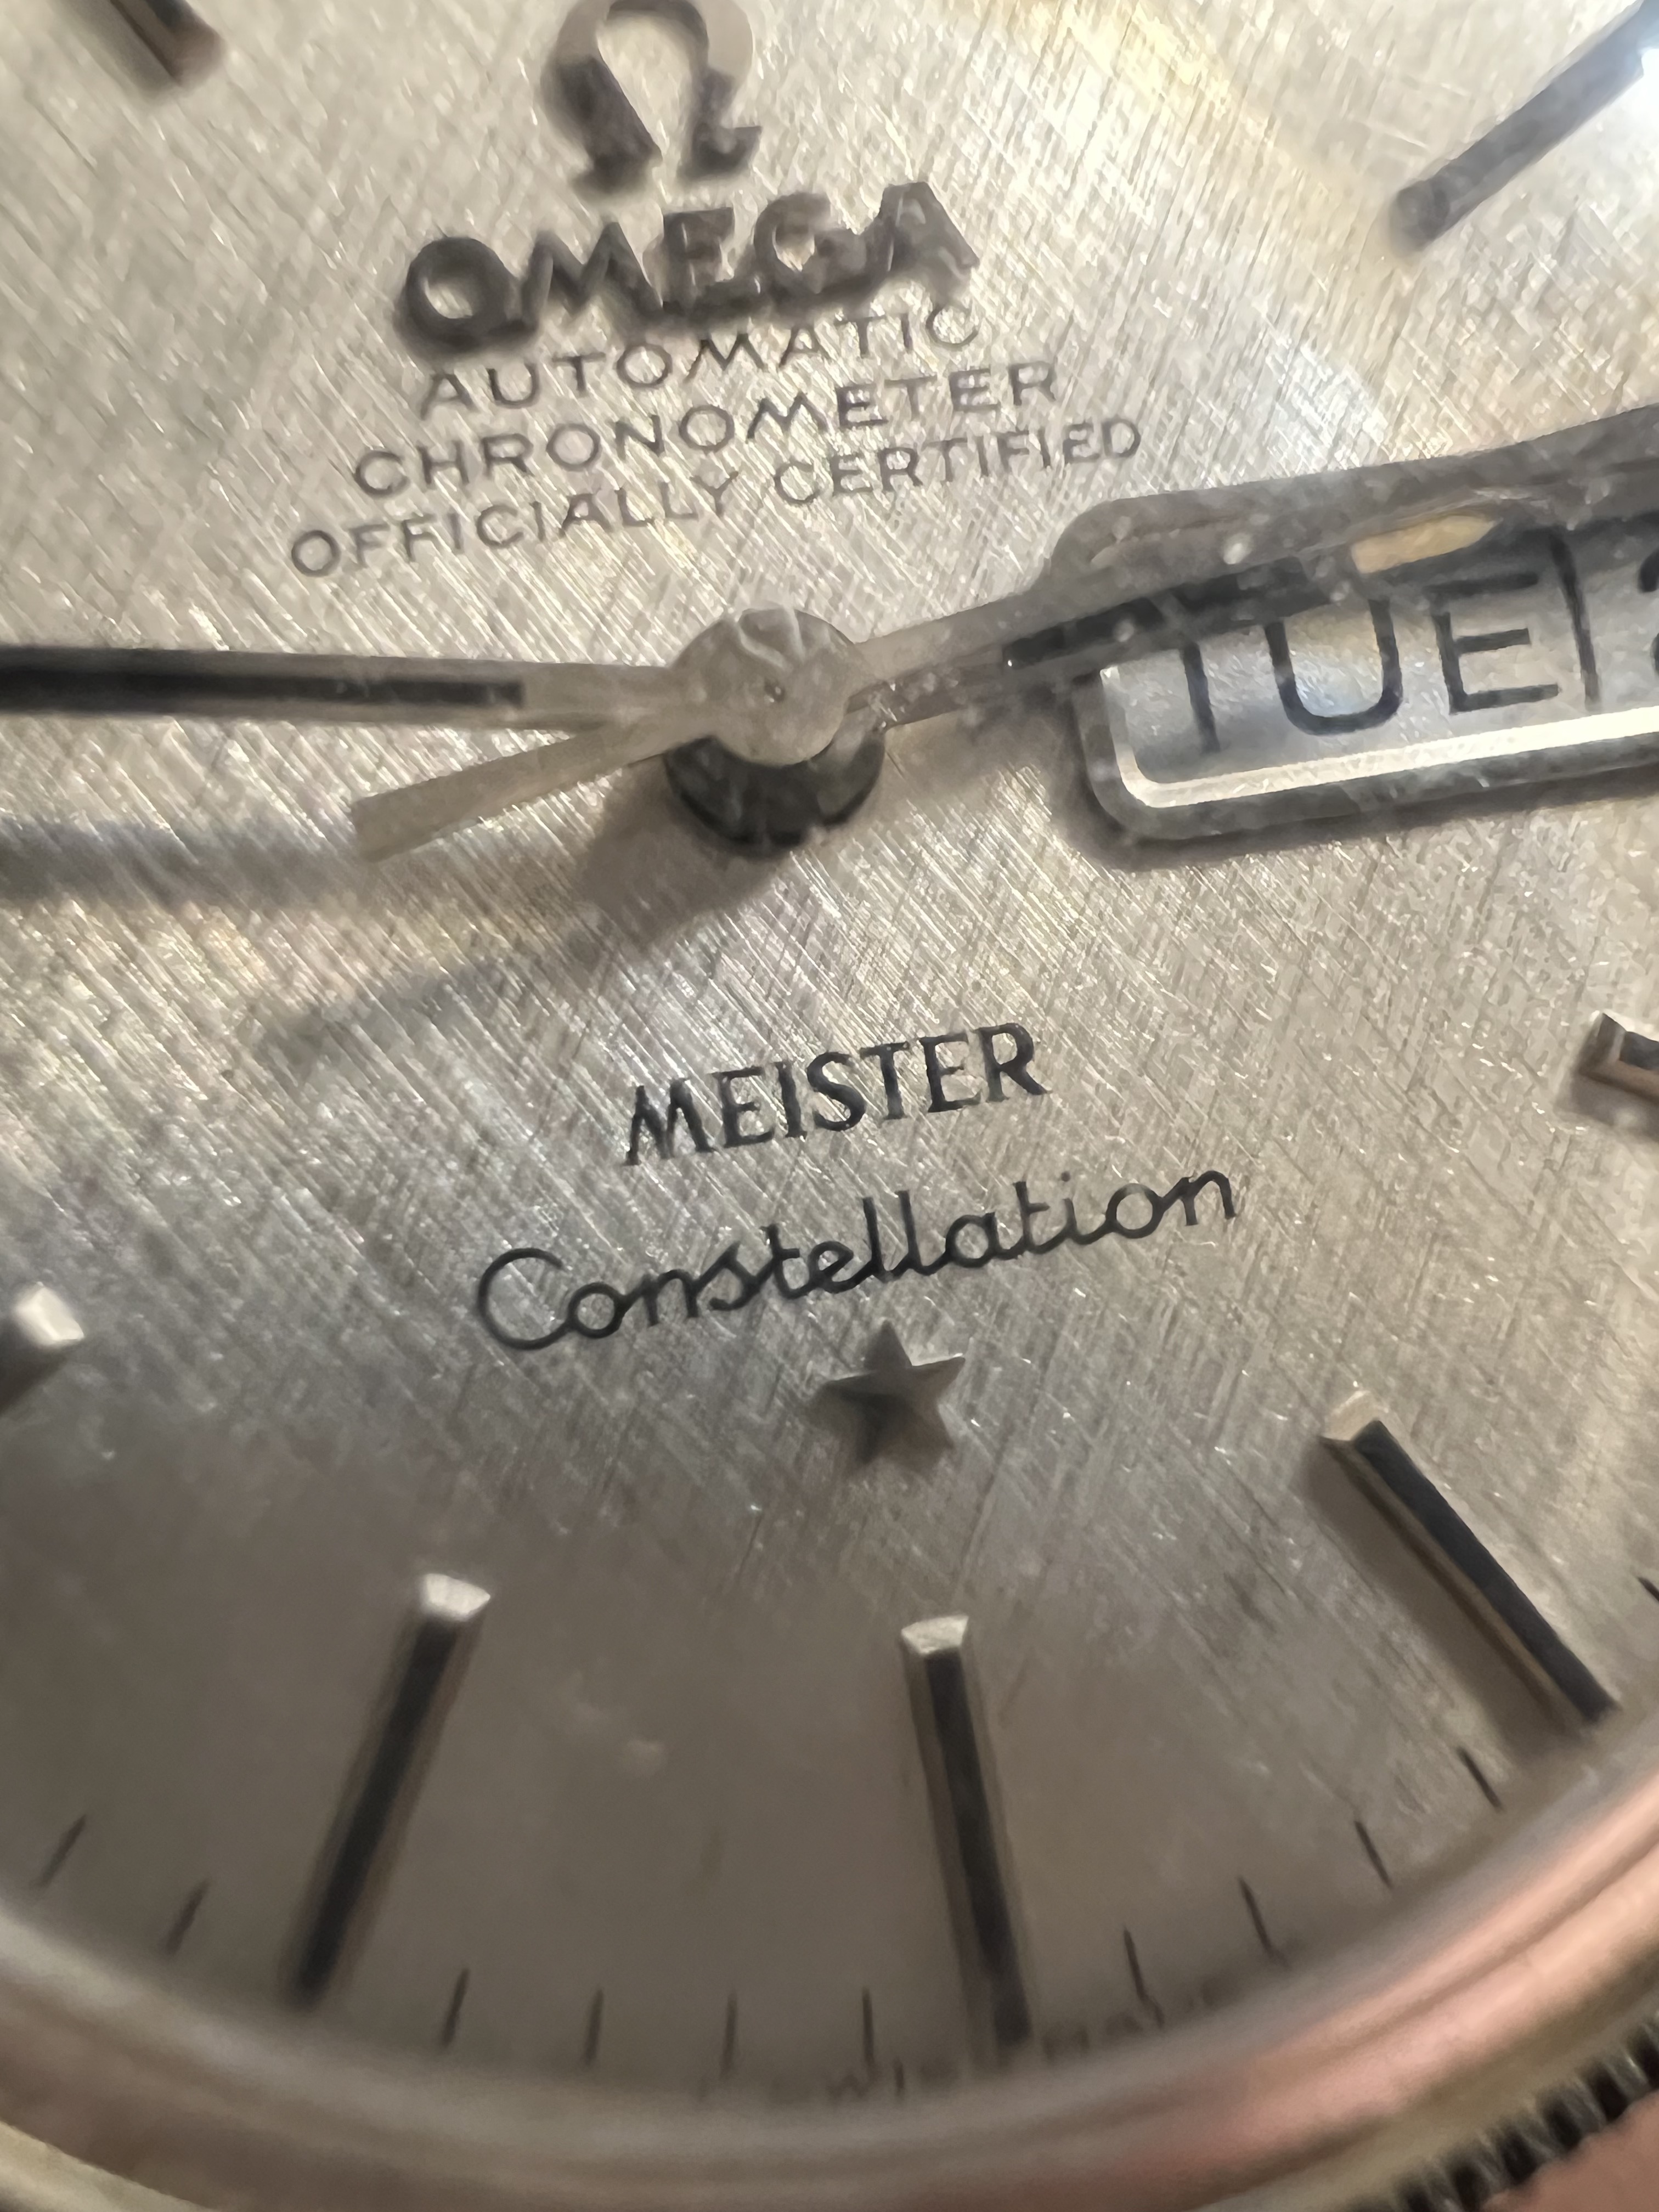 Ω
OMEGA
AUTOMATIC
CHRONOMETER
OFFICIALLY CERTIFIED
TUE
MEISTER
Constellation